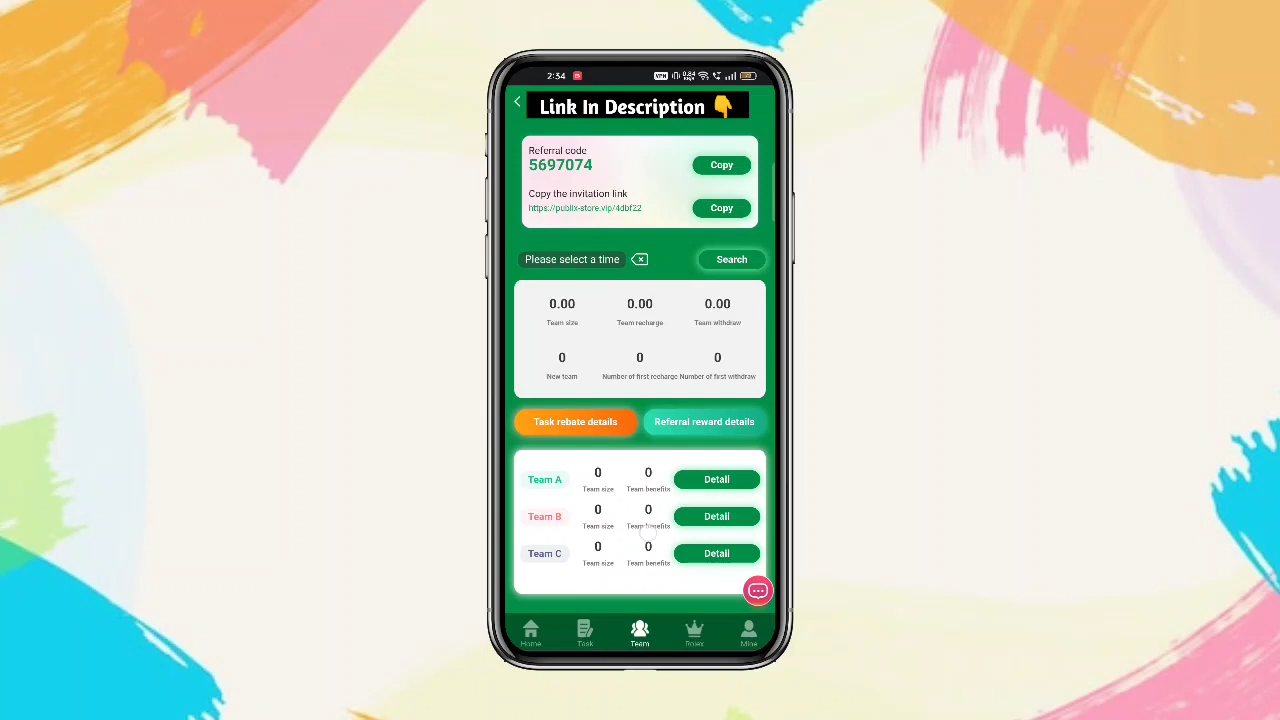 2:34
VPN
Link In Description 👇
Referral code
5697074
Copy
Copy the invitation link
https://publix-store.vip/4dbf22
Copy
Please select a time
Search
0.00 0.00 0.00
Team size Team recharge Team withdraw
0 0 0
New team Number of first recharge Number of first withdraw
Task rebate details Referral reward details
Team A 0 0 Detail
Team size Team benefits
Team B 0 0 Detail
Team size Team benefits
Team C 0 0 Detail
Team size Team benefits
Home Task Team Rolex Mine